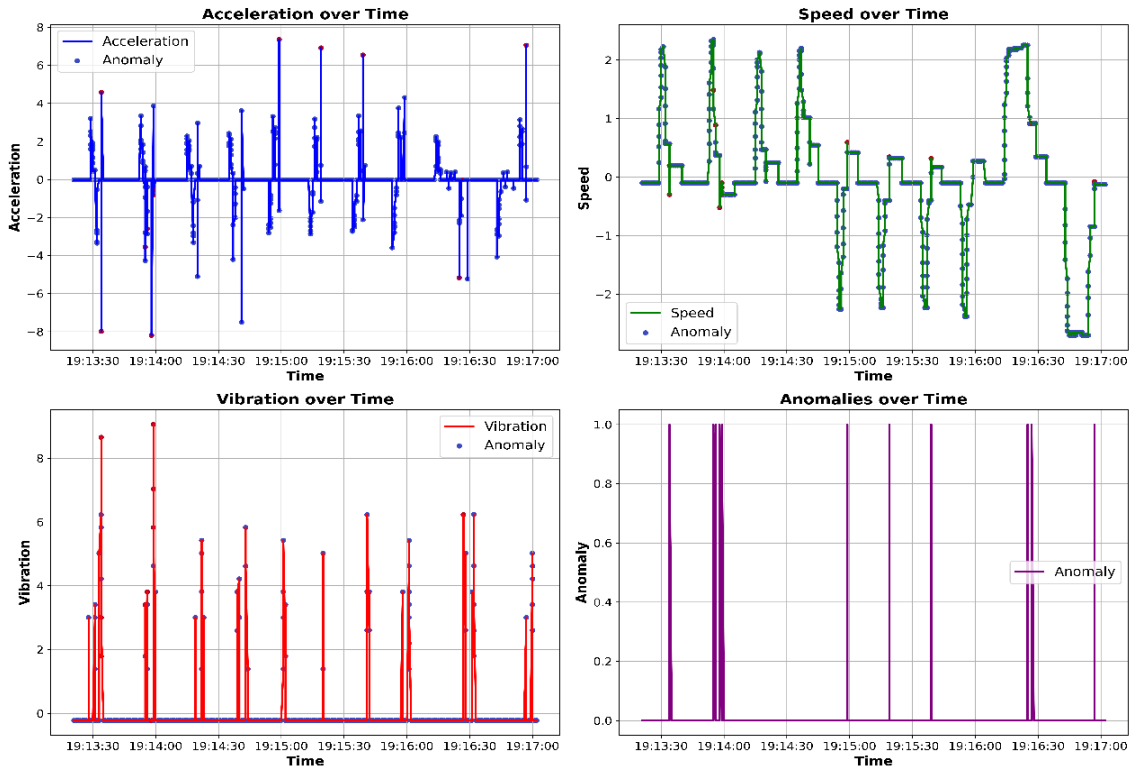 Acceleration over Time
8
6
4
2
0
−2
−4
−6
−8
Acceleration
Acceleration
Anomaly
19:13:30 19:14:00 19:14:30 19:15:00 19:15:30 19:16:00 19:16:30 19:17:00
Time
Speed over Time
2
1
0
−1
−2
Speed
Speed
Anomaly
19:13:30 19:14:00 19:14:30 19:15:00 19:15:30 19:16:00 19:16:30 19:17:00
Time
Vibration over Time
8
6
4
2
0
Vibration
Vibration
Anomaly
19:13:30 19:14:00 19:14:30 19:15:00 19:15:30 19:16:00 19:16:30 19:17:00
Time
Anomalies over Time
1.0
0.8
0.6
0.4
0.2
0.0
Anomaly
Anomaly
19:13:30 19:14:00 19:14:30 19:15:00 19:15:30 19:16:00 19:16:30 19:17:00
Time